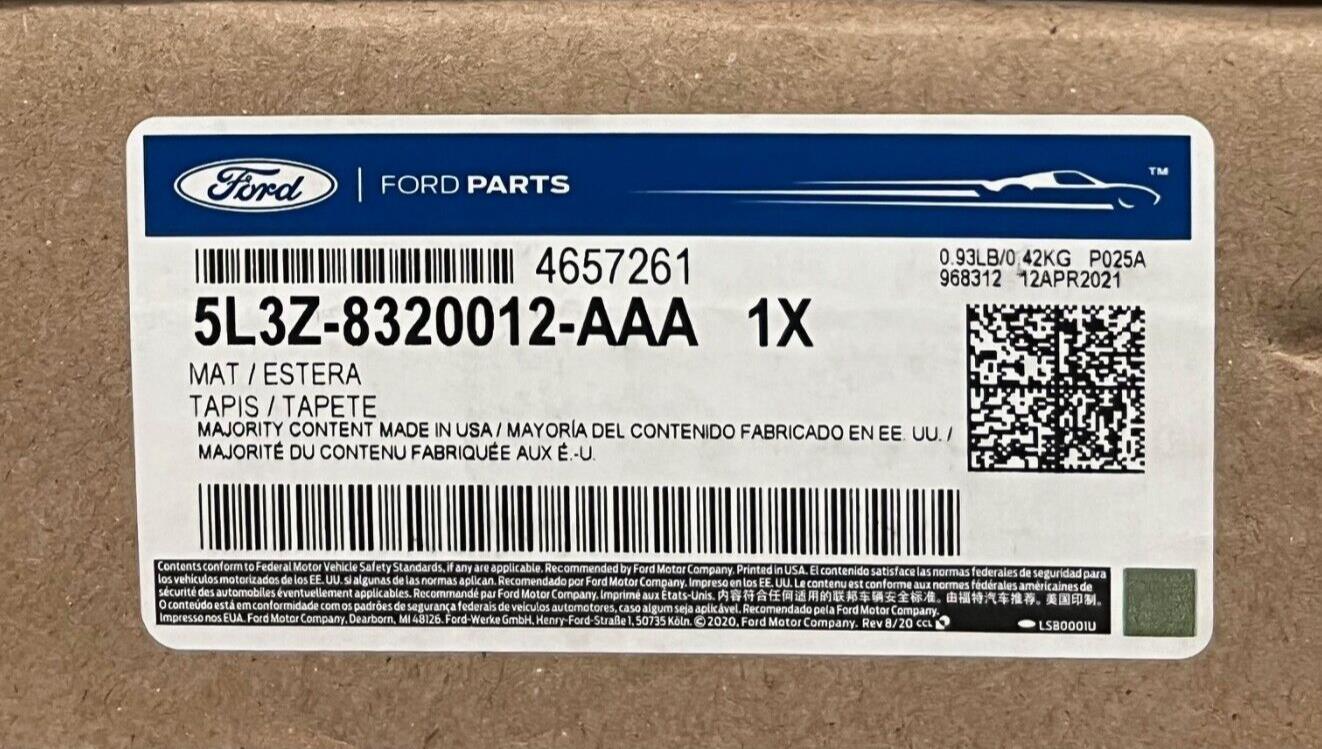 Ford | FORD PARTS
TM
4657261
0.93LB/0.42KG P025A
968312 12APR2021
5L3Z-8320012-AAA 1X
MAT / ESTERA
TAPIS / TAPETE
MAJORITY CONTENT MADE IN USA / MAYORÍA DEL CONTENIDO FABRICADO EN EE. UU. /
MAJORITÉ DU CONTENU FABRIQUÉE AUX É.-U.
Contents conform to Federal Motor Vehicle Safety Standards, if any are applicable. Recommended by Ford Motor Company. Printed in USA. El contenido satisface las normas federales de seguridad para
los vehículos motorizados de los EE. UU. si algunas de las normas aplican. Recomendado por Ford Motor Company. Impreso en los EE. UU. Le contenu est conforme aux normes fédérales américaines de
sécurité des automobiles éventuellement applicables. Recommandé par Ford Motor Company. Imprimé aux États-Unis. 内容符合任何适用的联邦车辆安全标准。由福特汽车推荐。美国印制。
O conteúdo está em conformidade com os padrões de segurança federais de veículos automotores, caso algum seja aplicável. Recomendado pela Ford Motor Company.
Impresso nos EUA. Ford Motor Company, Dearborn, MI 48126. Ford-Werke GmbH, Henry-Ford-Straße 1, 50735 Köln. © 2020, Ford Motor Company. Rev 8/20 CCL
LSB0001U